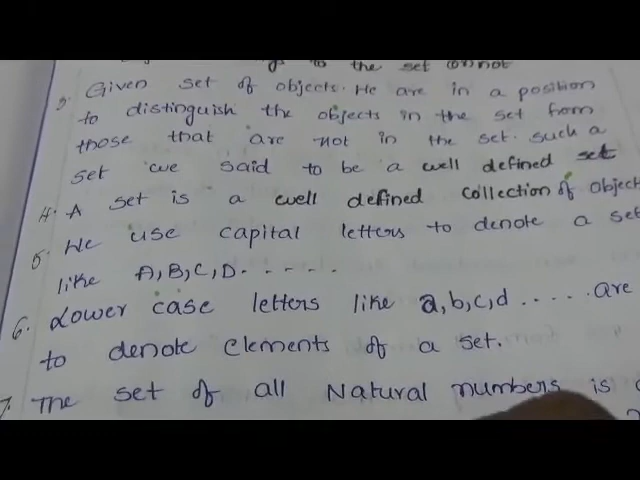 to the set (or) not
3. Given set of objects. He are in a position
to distinguish the objects in the set from
those that are not in the set. such a
set we said to be a well defined set
4. A set is a well defined collection of object
5. He use capital letters to denote a set
like A, B, C, D. . . . . .
6. Lower case letters like a, b, c, d . . . . . are
to denote elements of a set.
7. The set of all Natural numbers is